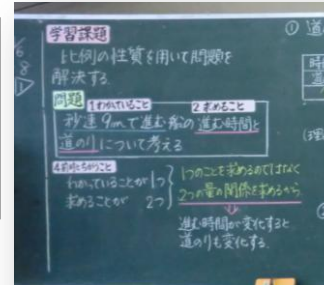 学習課題
比例の性質を用いて問題を
解決する.
問題 1わかっていること 2求めること
秒速9mで進む船の進む時間と
道のりについて考える
わかっていることが1つ
求めることが 2つ
1つのことを求めるのではなく
2つの量の関係を求めるから
進む時間が変化すると
道のりも変化する.
① 道